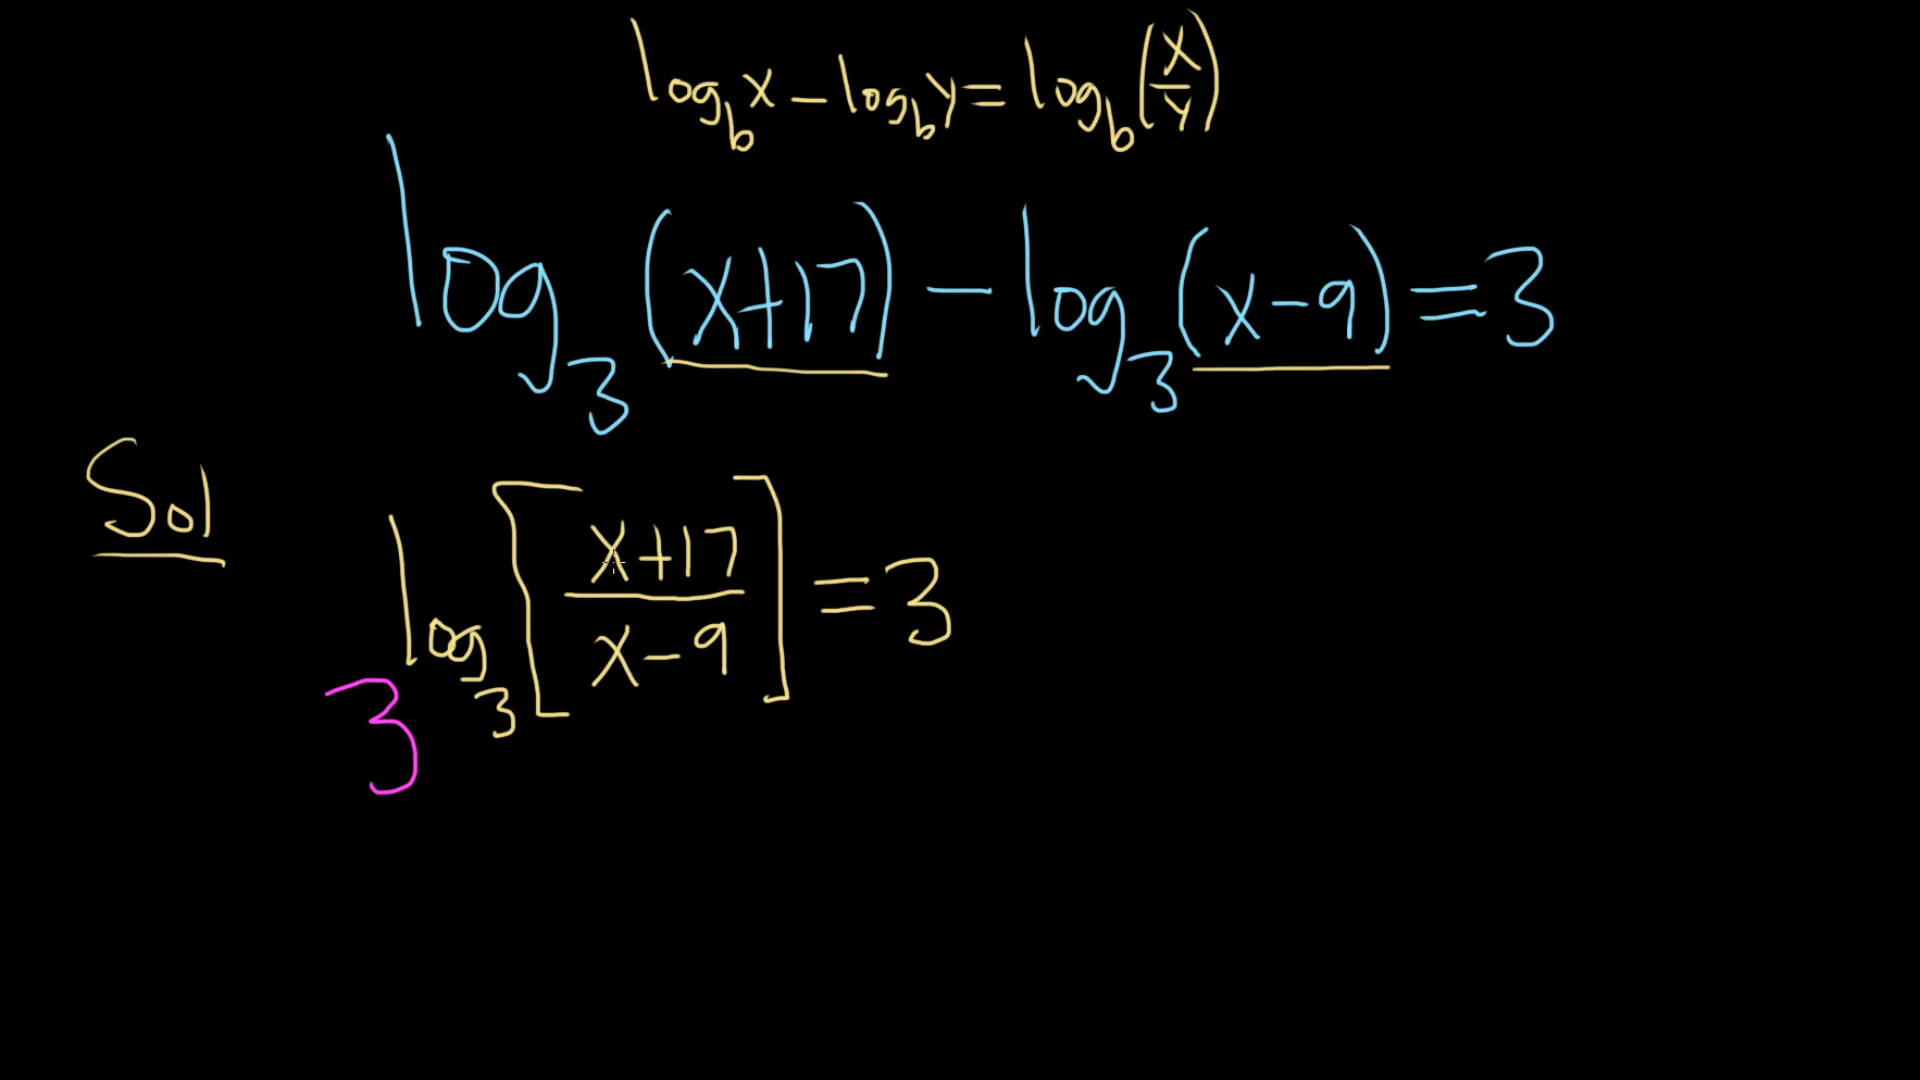 log_b x - log_b y = log_b (x/y)
log_3 (x+17) - log_3 (x-9) = 3
Sol
log_3 [x+17 / x-9] = 3
3